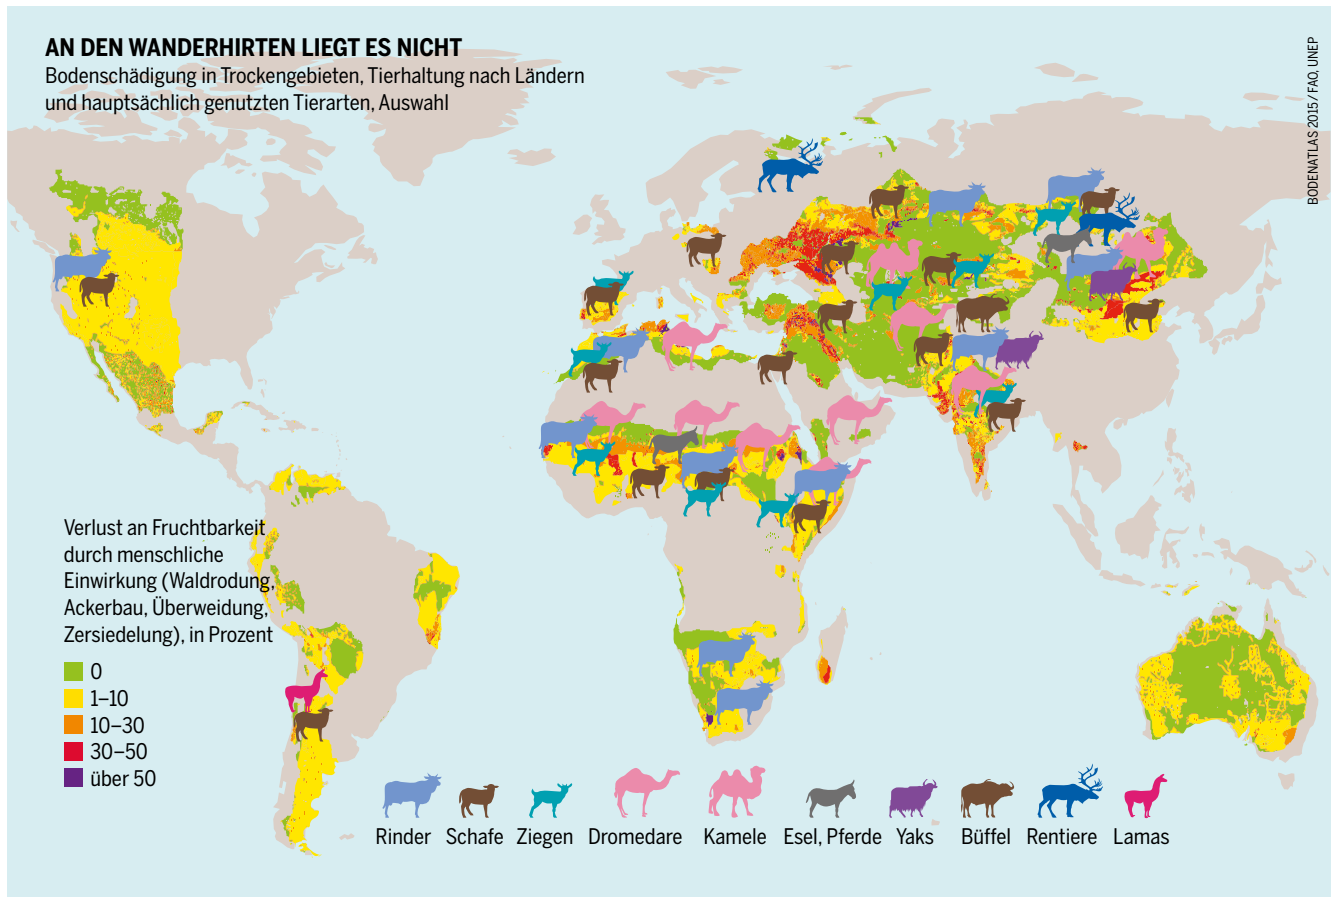 AN DEN WANDERHIRTEN LIEGT ES NICHT
Bodenschädigung in Trockengebieten, Tierhaltung nach Ländern
und hauptsächlich genutzten Tierarten, Auswahl
BODENATLAS 2015 / FAO, UNEP
Verlust an Fruchtbarkeit
durch menschliche
Einwirkung (Waldrodung,
Ackerbau, Überweidung,
Zersiedelung), in Prozent
0
1–10
10–30
30–50
über 50
Rinder Schafe Ziegen Dromedare Kamele Esel, Pferde Yaks Büffel Rentiere Lamas